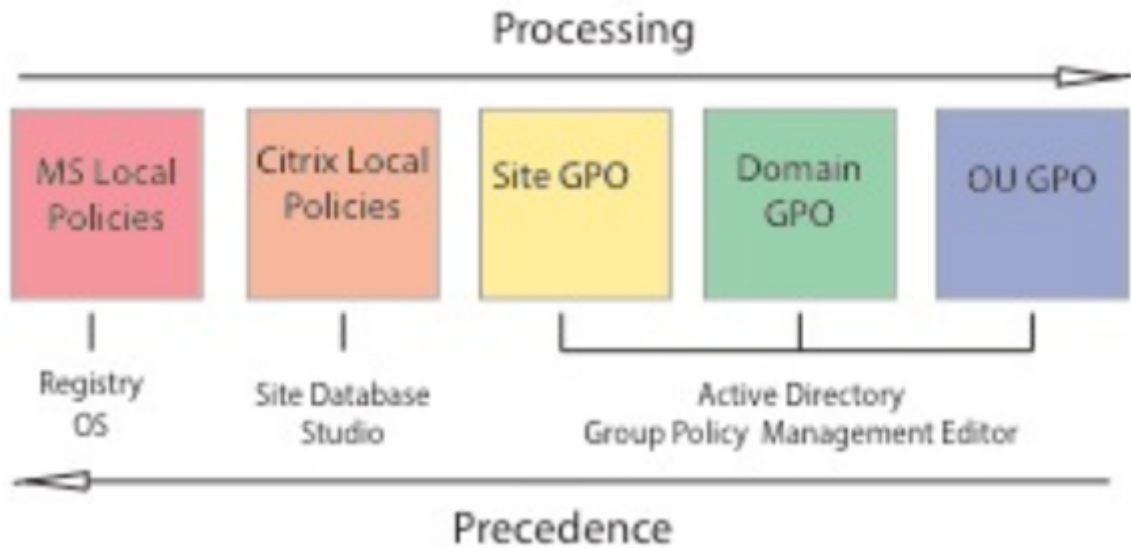 Processing
MS Local
Policies
Citrix Local
Policies
Site GPO
Domain
GPO
OU GPO
Registry
OS
Site Database
Studio
Active Directory
Group Policy Management Editor
Precedence